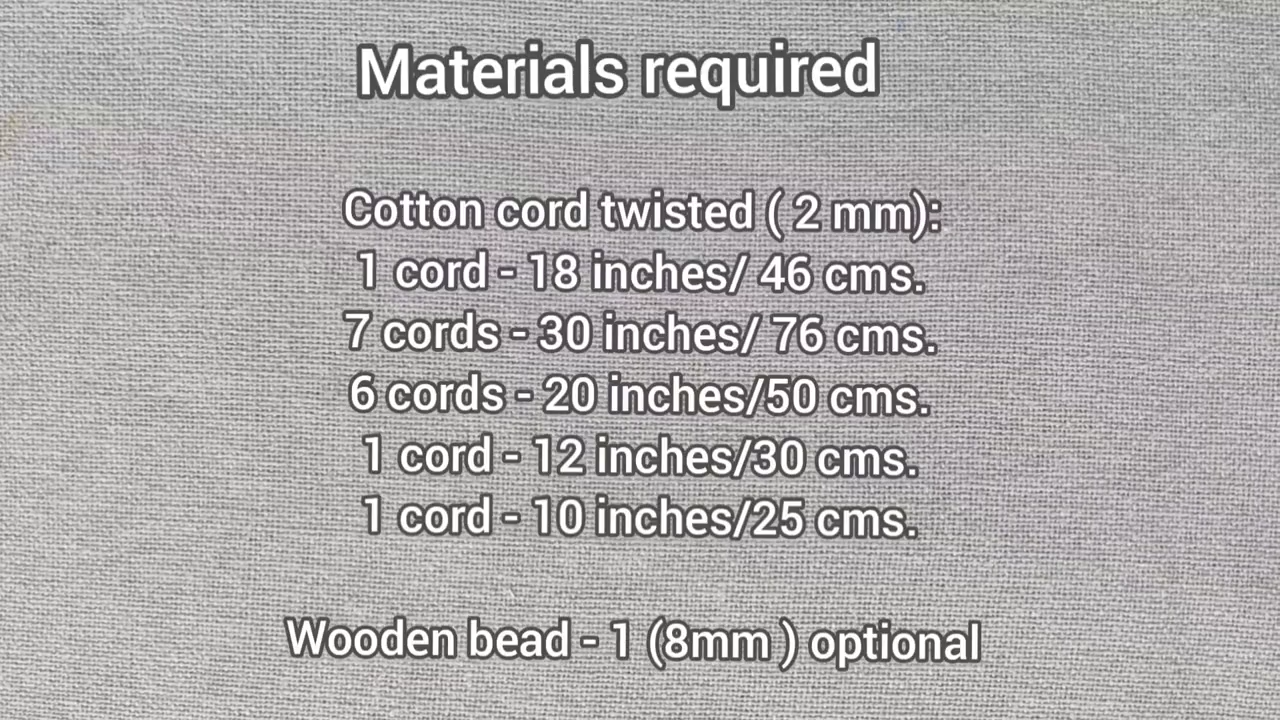 Materials required
Cotton cord twisted ( 2 mm):
1 cord - 18 inches/ 46 cms.
7 cords - 30 inches/ 76 cms.
6 cords - 20 inches/50 cms.
1 cord - 12 inches/30 cms.
1 cord - 10 inches/25 cms.
Wooden bead - 1 (8mm ) optional